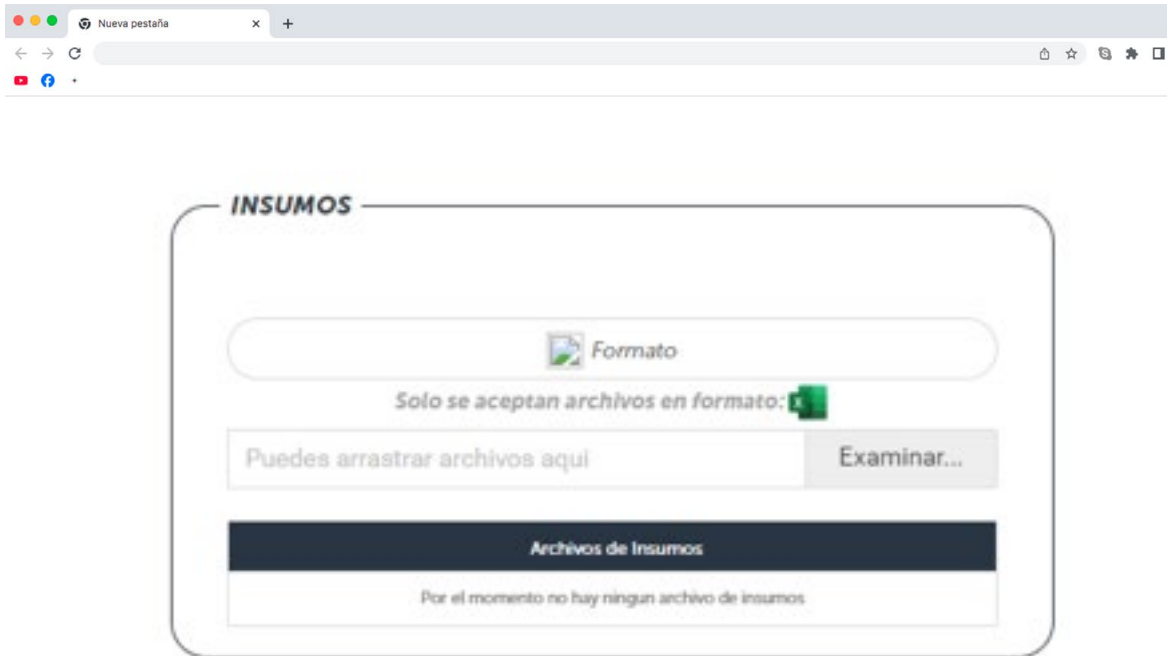 Nueva pestaña
INSUMOS
Formato
Solo se aceptan archivos en formato:
Puedes arrastrar archivos aquí
Examinar...
Archivos de Insumos
Por el momento no hay ningun archivo de insumos